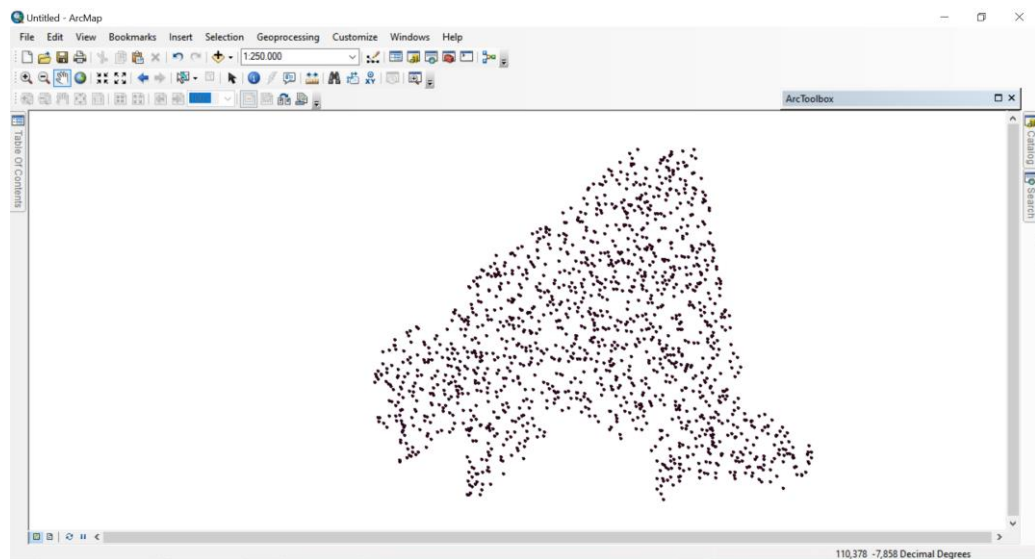 Untitled - ArcMap
File Edit View Bookmarks Insert Selection Geoprocessing Customize Windows Help
1:250.000
ArcToolbox
Table Of Contents
Catalog
Search
110,378 -7,858 Decimal Degrees